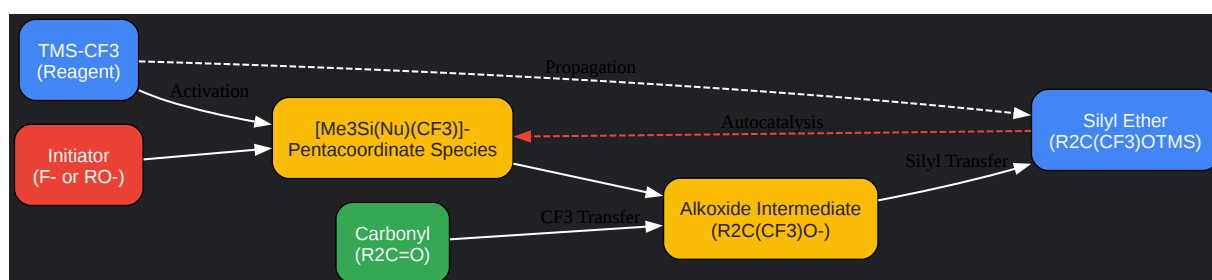 TMS-CF3
(Reagent)
Activation
Propagation
Initiator
(F- or RO-)
[Me3Si(Nu)(CF3)]-
Pentacoordinate Species
Autocatalysis
Silyl Ether
(R2C(CF3)OTMS)
Silyl Transfer
Carbonyl
(R2C=O)
CF3 Transfer
Alkoxide Intermediate
(R2C(CF3)O-)